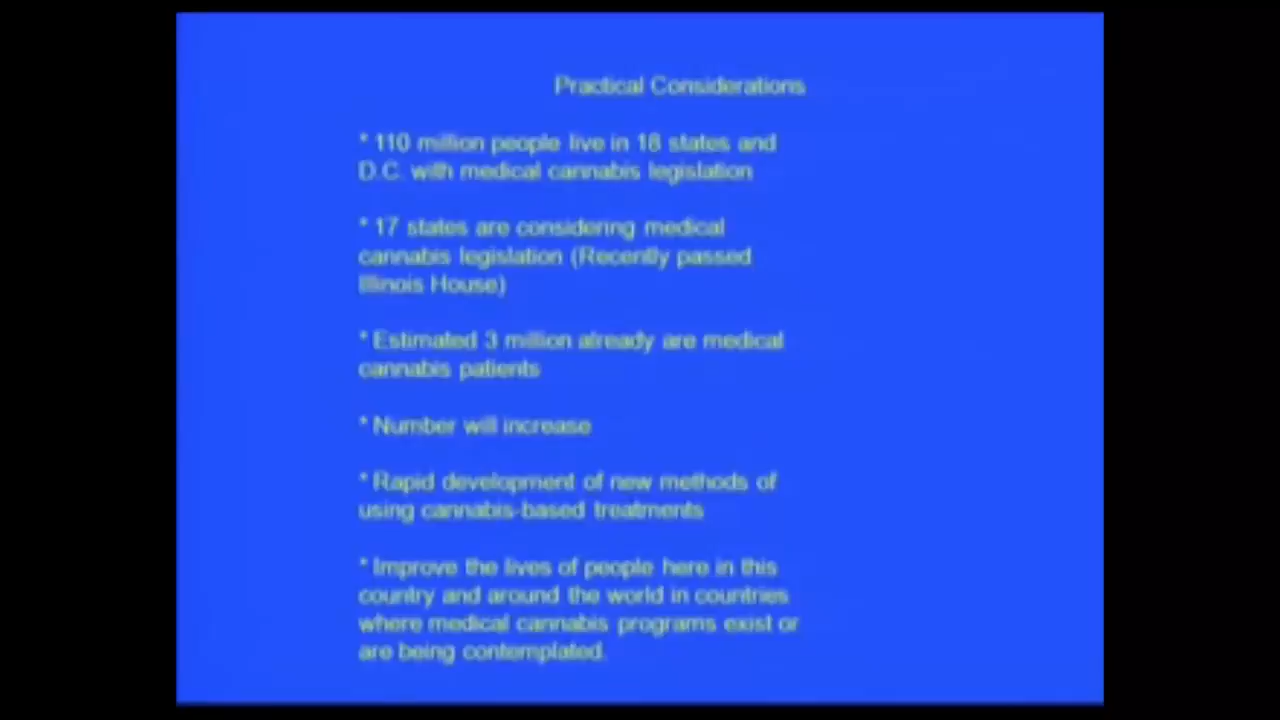 Practical Considerations
* 110 million people live in 18 states and
D.C. with medical cannabis legislation
* 17 states are considering medical
cannabis legislation (Recently passed
Illinois House)
* Estimated 3 million already are medical
cannabis patients
* Number will increase
* Rapid development of new methods of
using cannabis-based treatments
* Improve the lives of people here in this
country and around the world in countries
where medical cannabis programs exist or
are being contemplated.